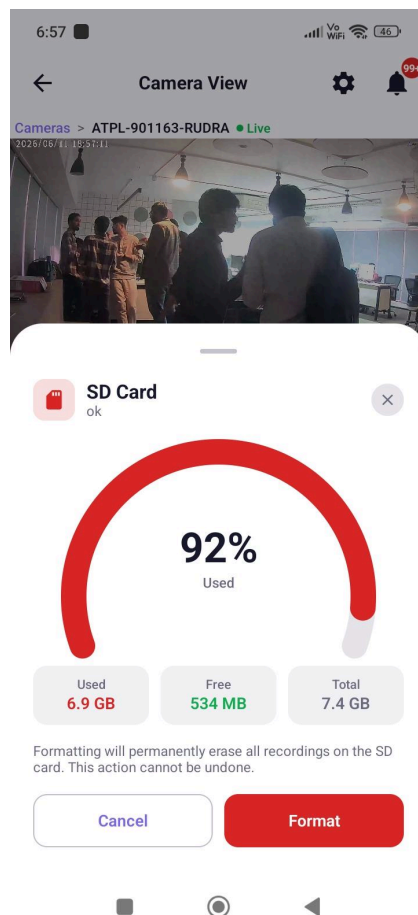 6:57
Vo
WiFi
46
Camera View
99+
Cameras > ATPL-901163-RUDRA • Live
SD Card
ok
92%
Used
Used
6.9 GB
Free
534 MB
Total
7.4 GB
Formatting will permanently erase all recordings on the SD
card. This action cannot be undone.
Cancel
Format